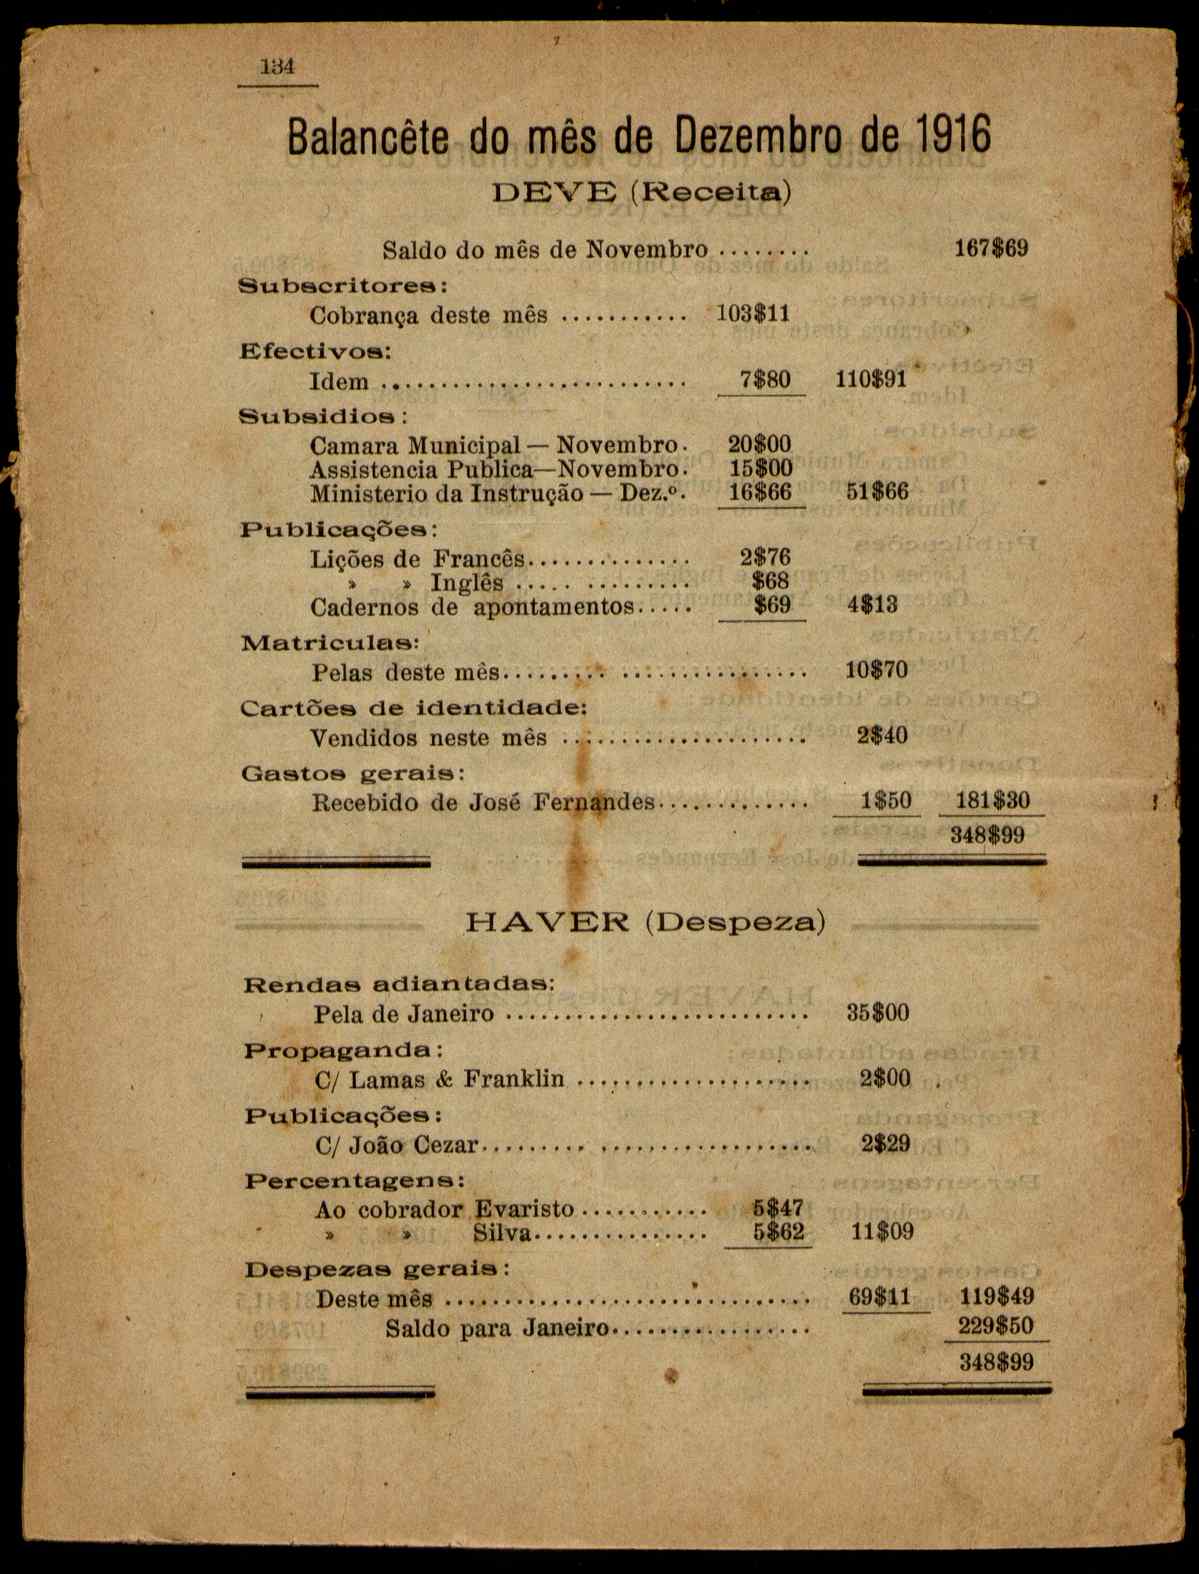 134
Balancête do mês de Dezembro de 1916
DEVE (Receita)
Saldo do mês de Novembro ........ 167$69
Subscritores:
Cobrança deste mês ........... 103$11
Efectivos:
Idem .......................... 7$80 110$91
Subsidios:
Camara Municipal — Novembro. 20$00
Assistencia Publica—Novembro. 15$00
Ministerio da Instrução — Dez.º. 16$66 51$66
Publicações:
Lições de Francês.............. 2$76
» » Inglês ..... ......... $68
Cadernos de apontamentos..... $69 4$13
Matriculas:
Pelas deste mês......... ................ 10$70
Cartões de identidade:
Vendidos neste mês ..................... 2$40
Gastos gerais:
Recebido de José Fernandes............. 1$50 181$30
348$99
HAVER (Despeza)
Rendas adiantadas:
Pela de Janeiro .......................... 35$00
Propaganda:
C/ Lamas & Franklin .................... 2$00
Publicações:
C/ João Cezar......... .................. 2$29
Percentagens:
Ao cobrador Evaristo ........... 5$47
» » Silva............... 5$62 11$09
Despezas gerais:
Deste mês ............................... 69$11 119$49
Saldo para Janeiro................. 229$50
348$99